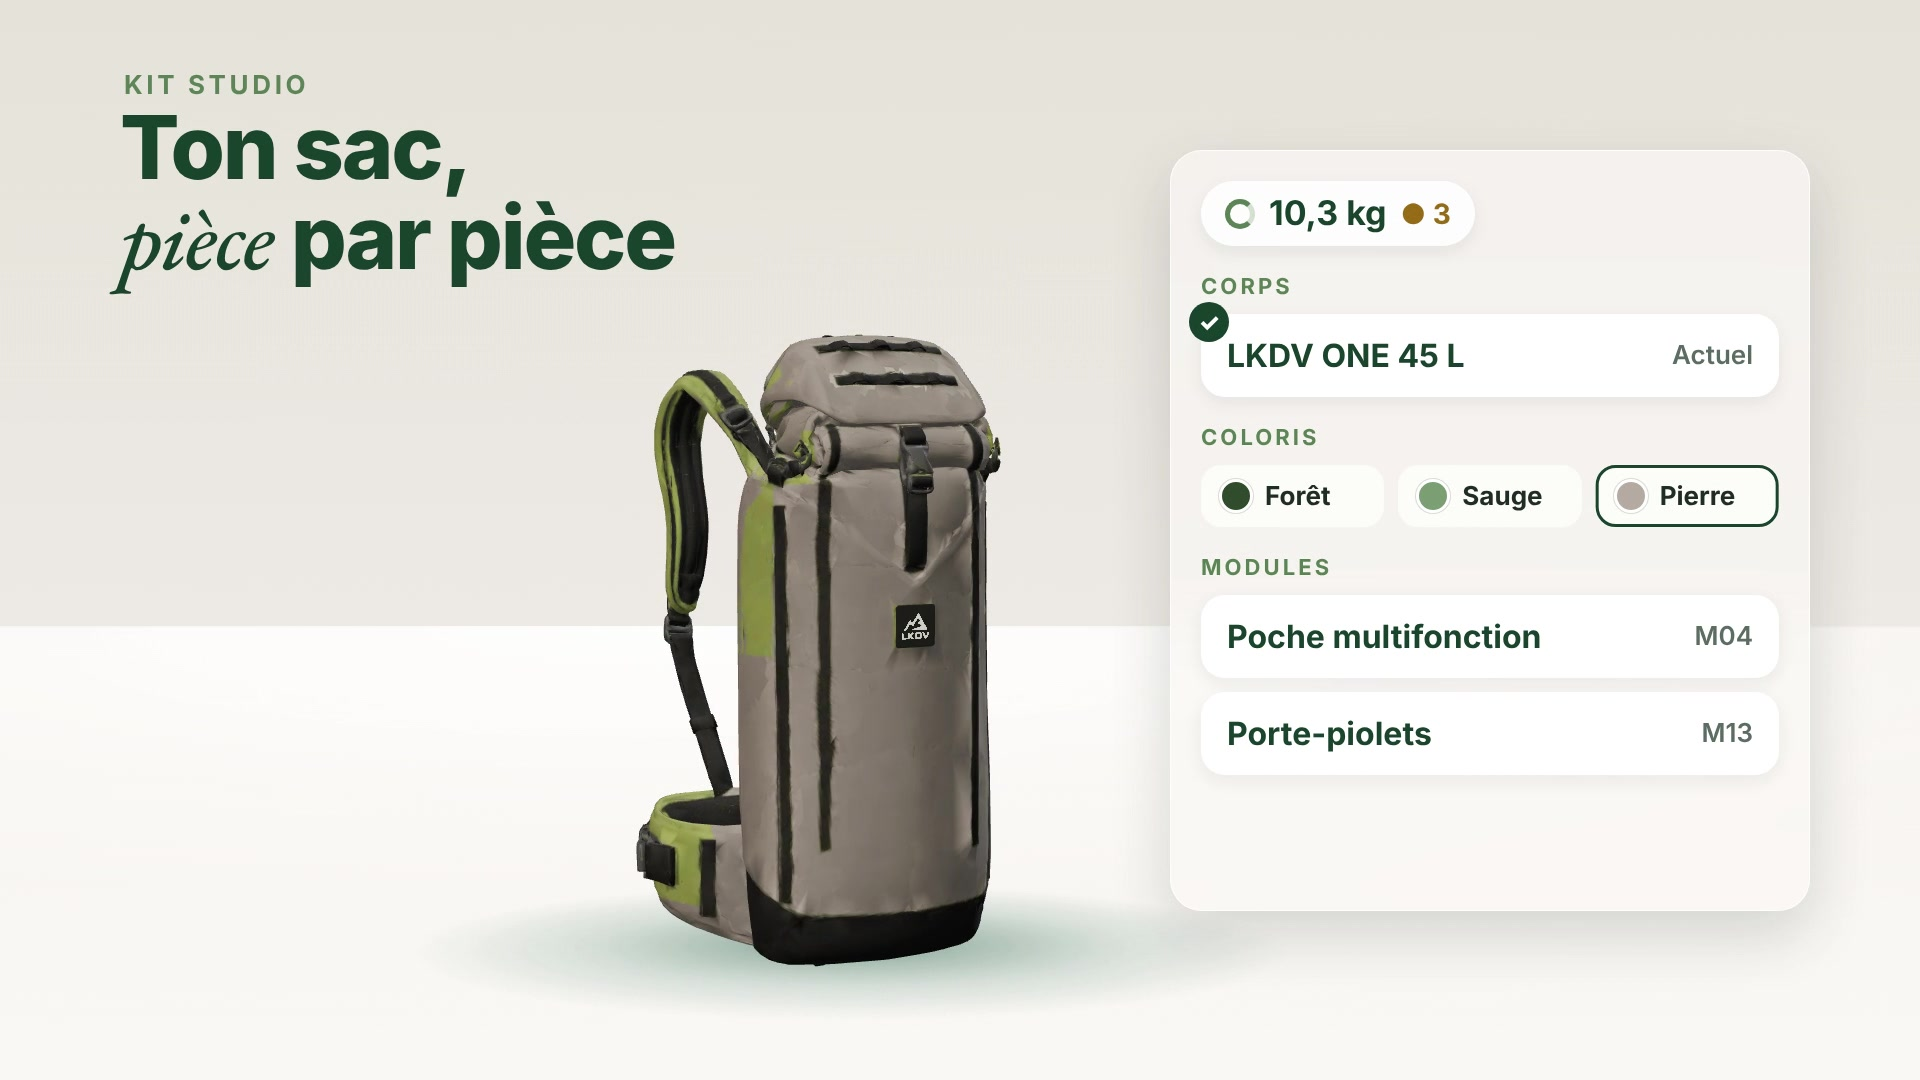 KIT STUDIO
Ton sac,
pièce par pièce
10,3 kg 3
CORPS
LKDV ONE 45 L Actuel
COLORIS
Forêt Sauge Pierre
MODULES
Poche multifonction M04
Porte-piolets M13
LKDV